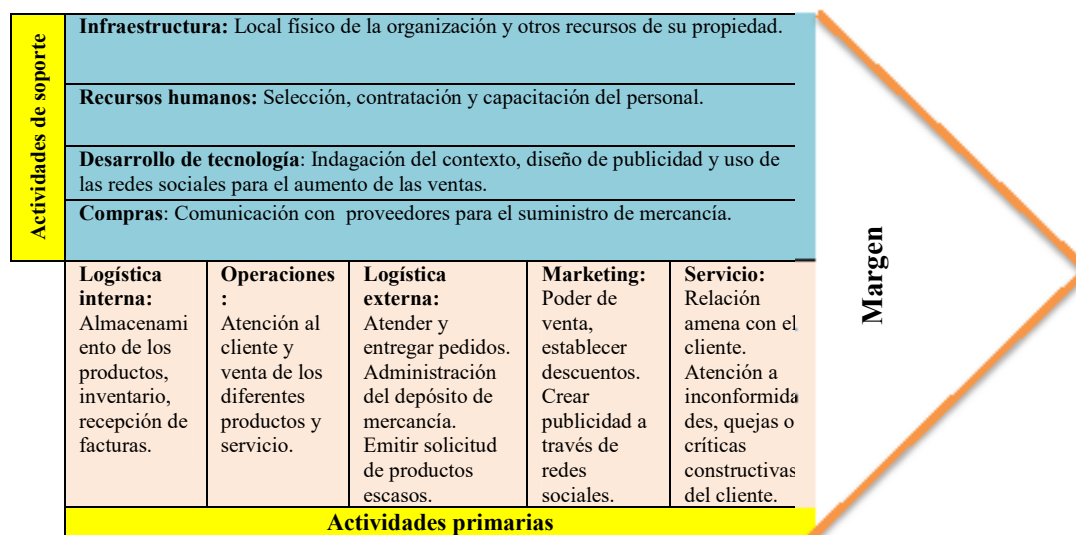 Actividades de soporte
Infraestructura: Local físico de la organización y otros recursos de su propiedad.
Recursos humanos: Selección, contratación y capacitación del personal.
Desarrollo de tecnología: Indagación del contexto, diseño de publicidad y uso de
las redes sociales para el aumento de las ventas.
Compras: Comunicación con proveedores para el suministro de mercancía.
Logística
interna:
Almacenami
ento de los
productos,
inventario,
recepción de
facturas.
Operaciones
:
Atención al
cliente y
venta de los
diferentes
productos y
servicio.
Logística
externa:
Atender y
entregar pedidos.
Administración
del depósito de
mercancía.
Emitir solicitud
de productos
escasos.
Marketing:
Poder de
venta,
establecer
descuentos.
Crear
publicidad a
través de
redes
sociales.
Servicio:
Relación
amena con el
cliente.
Atención a
inconformida
des, quejas o
críticas
constructivas
del cliente.
Margen
Actividades primarias